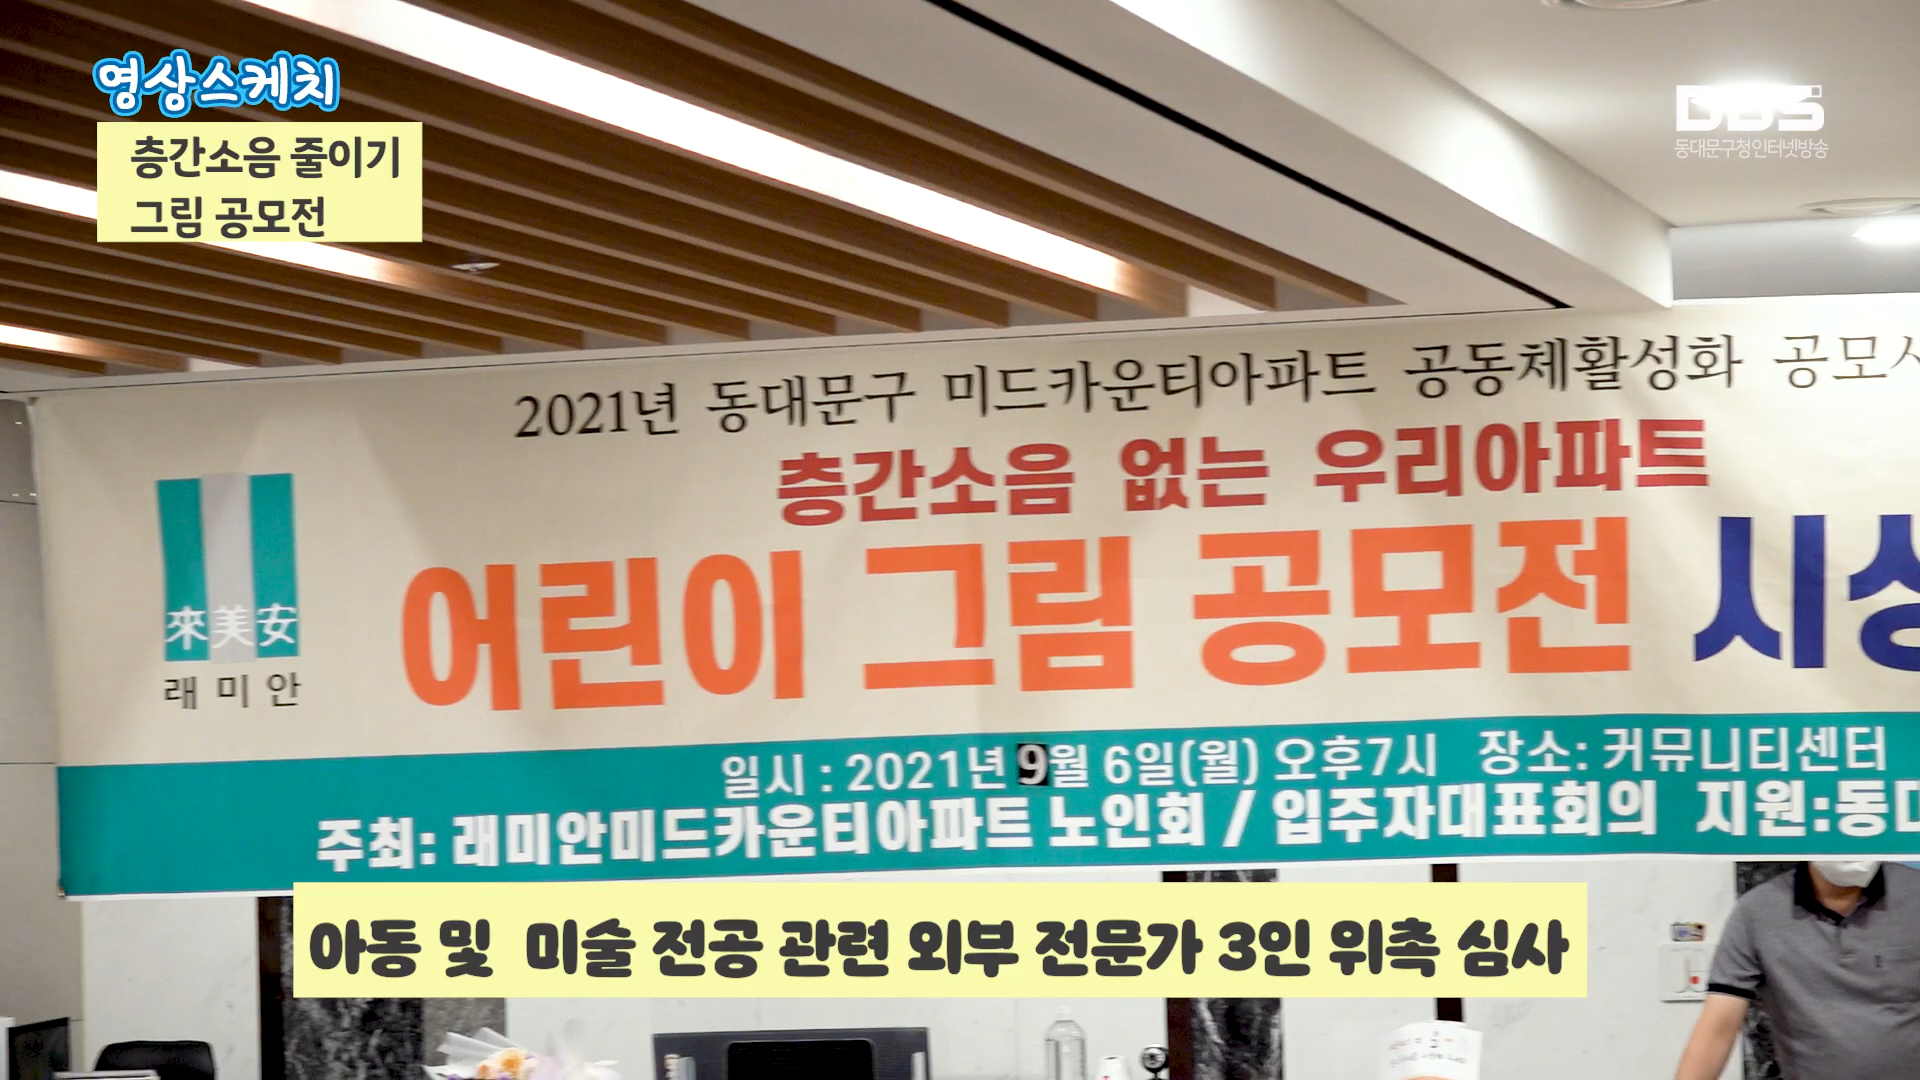 영상스케치
층간소음 줄이기
그림 공모전
DBS
동대문구청인터넷방송
2021년 동대문구 미드카운티아파트 공동체활성화 공모
층간소음 없는 우리아파트
어린이 그림 공모전 시
來美安
래미안
일시 : 2021년 9월 6일(월) 오후7시 장소: 커뮤니티센터
주최: 래미안미드카운티아파트 노인회 / 입주자대표회의 지원:동
아동 및 미술 전공 관련 외부 전문가 3인 위촉 심사